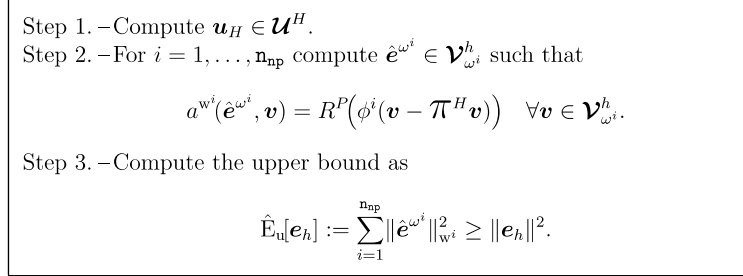 Step 1. –Compute 𝒖_H ∈ 𝓤^H.
Step 2. –For i = 1, . . . , n_np compute ê^{ω^i} ∈ 𝓥^h_{ω^i} such that
a^{w^i}(ê^{ω^i}, 𝒗) = R^P(ϕ^i(𝒗 − Π^H 𝒗)) ∀𝒗 ∈ 𝓥^h_{ω^i}.
Step 3. –Compute the upper bound as
Ê_u[𝒆_h] := ∑_{i=1}^{n_np} ‖ê^{ω^i}‖²_{w^i} ≥ ‖𝒆_h‖².